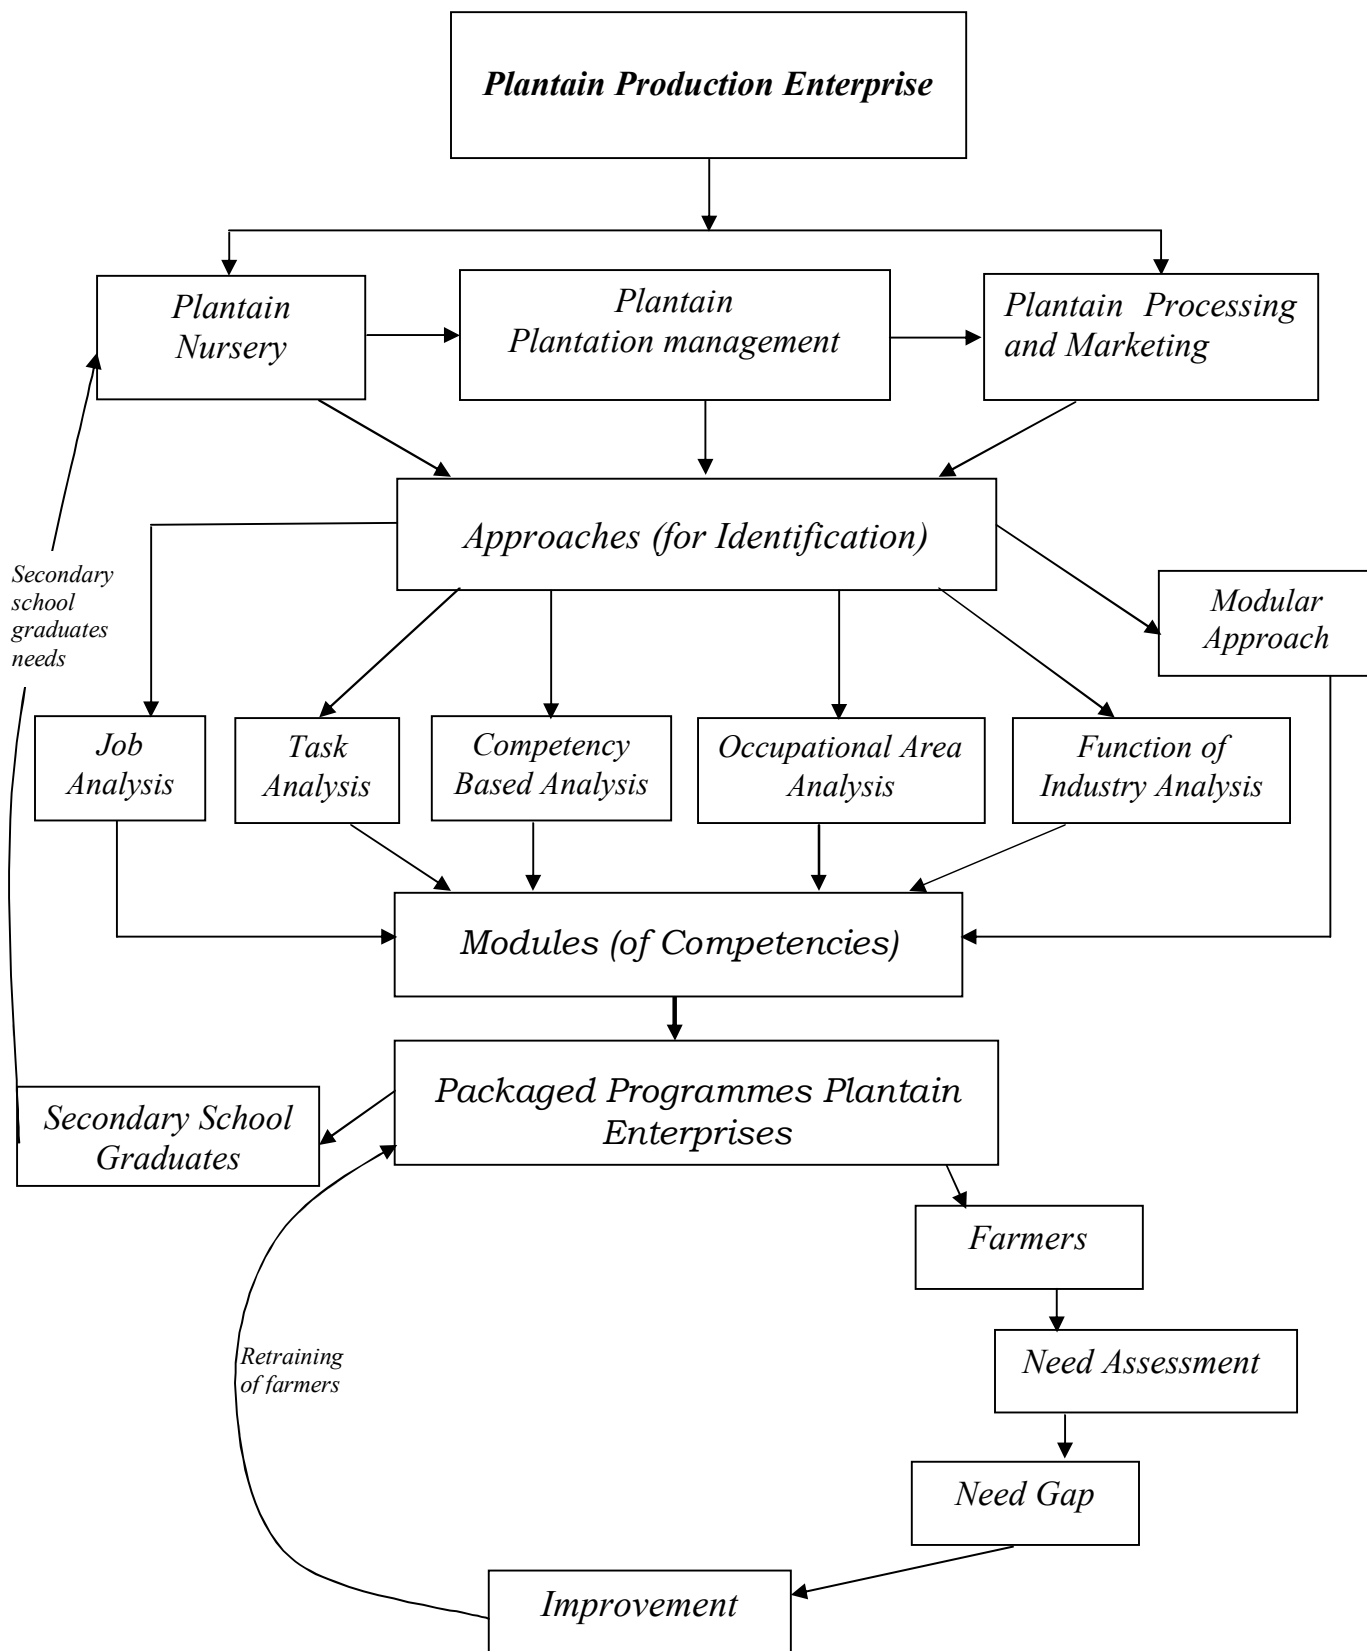 Plantain Production Enterprise
Plantain
Nursery
Plantain
Plantation management
Plantain Processing
and Marketing
Approaches (for Identification)
Secondary
school
graduates
needs
Modular
Approach
Job
Analysis
Task
Analysis
Competency
Based Analysis
Occupational Area
Analysis
Function of
Industry Analysis
Modules (of Competencies)
Packaged Programmes Plantain
Enterprises
Secondary School
Graduates
Farmers
Need Assessment
Retraining
of farmers
Need Gap
Improvement